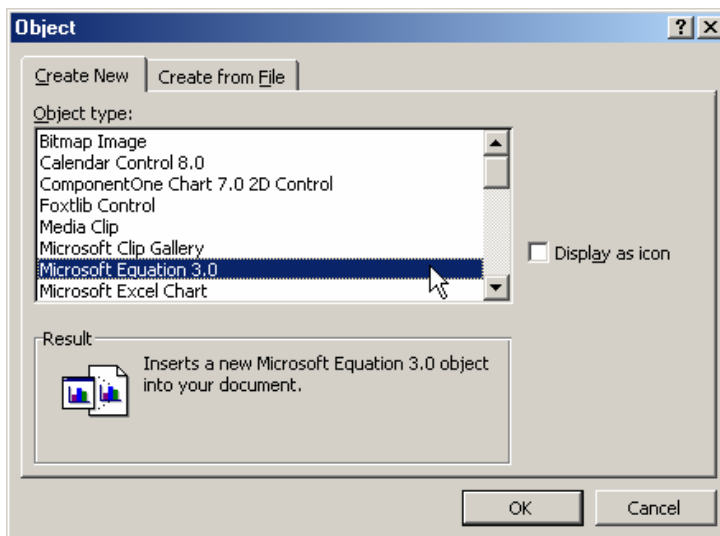 Object
Create New
Create from File
Object type:
Bitmap Image
Calendar Control 8.0
ComponentOne Chart 7.0 2D Control
Foxtlib Control
Media Clip
Microsoft Clip Gallery
Microsoft Equation 3.0
Microsoft Excel Chart
Display as icon
Result
Inserts a new Microsoft Equation 3.0 object
into your document.
OK
Cancel